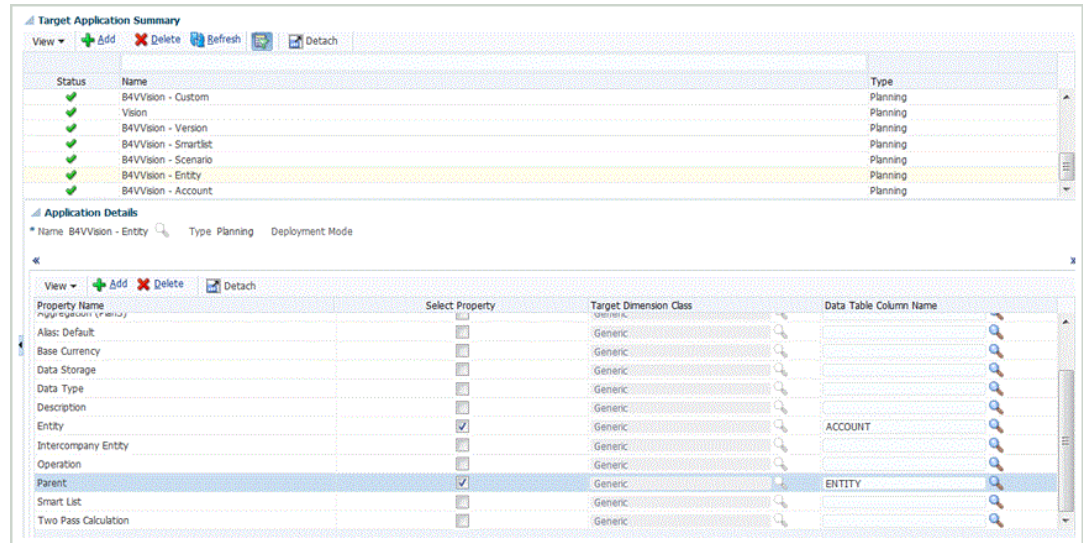 Target Application Summary
View Add Delete Refresh Detach
Status Name Type
B4VVision - Custom Planning
Vision Planning
B4VVision - Version Planning
B4VVision - Smartlist Planning
B4VVision - Scenario Planning
B4VVision - Entity Planning
B4VVision - Account Planning
Application Details
* Name B4VVision - Entity Type Planning Deployment Mode
«
View Add Delete Detach
Property Name Select Property Target Dimension Class Data Table Column Name
Aggregation (Plan3) Generic
Alias: Default Generic
Base Currency Generic
Data Storage Generic
Data Type Generic
Description Generic
Entity Generic ACCOUNT
Intercompany Entity Generic
Operation Generic
Parent Generic ENTITY
Smart List Generic
Two Pass Calculation Generic